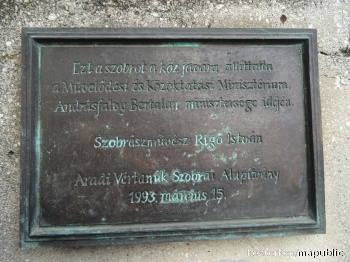 Ezt a szobrot a köz javára állíttatta
a Művelődési és Közoktatási Minisztérium,
Andrásfalvy Bertalan minisztersége idején
Szobrászművész Rigó István
Aradi Vértanúk Szobrai Alapítvány
1993. március 15.
mapublic